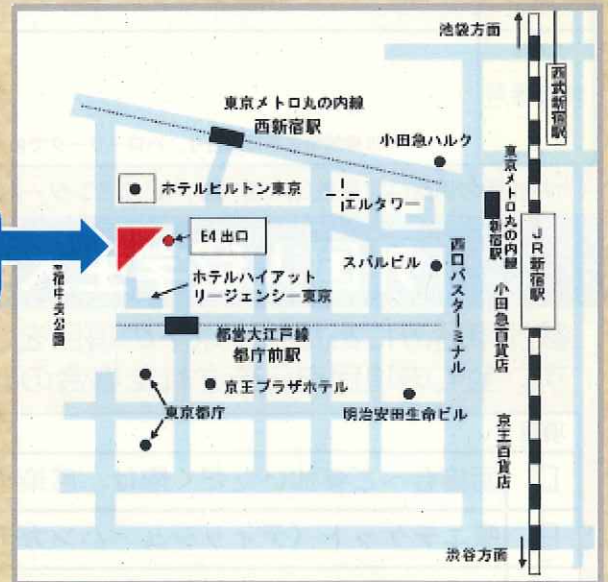 池袋方面
西武新宿駅
東京メトロ丸の内線
西新宿駅
小田急ハルク
ホテルヒルトン東京
エルタワー
東京メトロ丸の内線
新宿駅
JR新宿駅
E4 出口
スバルビル
西口バスターミナル
小田急百貨店
宿中央公園
ホテルハイアット
リージェンシー東京
都営大江戸線
都庁前駅
京王プラザホテル
東京都庁
明治安田生命ビル
京王百貨店
渋谷方面